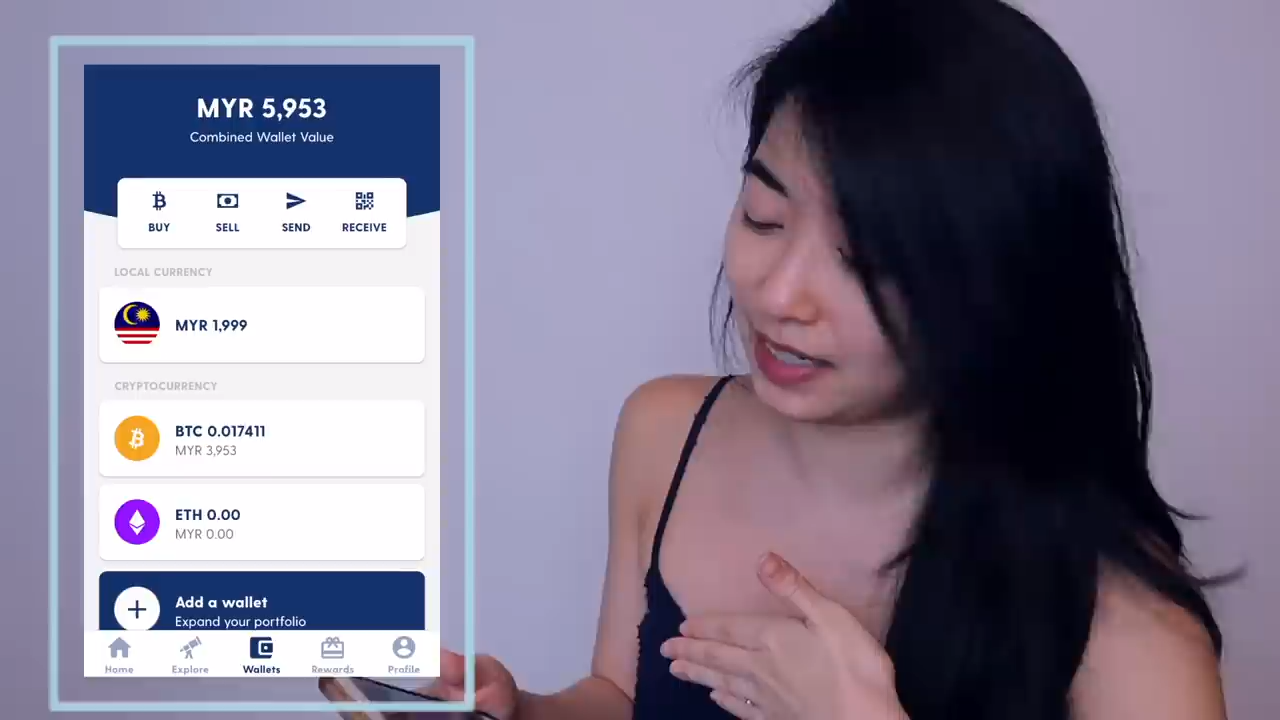 MYR 5,953
Combined Wallet Value
BUY SELL SEND RECEIVE
LOCAL CURRENCY
MYR 1,999
CRYPTOCURRENCY
BTC 0.017411
MYR 3,953
ETH 0.00
MYR 0.00
Add a wallet
Expand your portfolio
Home Explore Wallets Rewards Profile